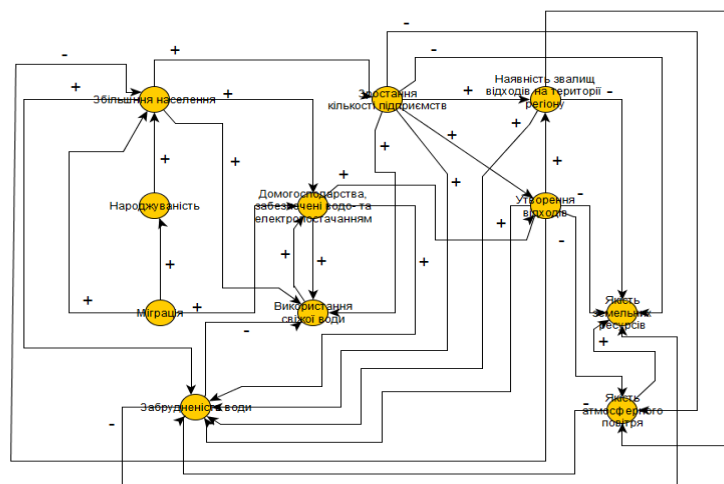 Збільшння населення
Зростання
кількості підприємств
Наявність звалищ
відходів на території
регіону
Народжуваність
Домогосподарства,
забезпечені водо- та
електропостачанням
Утворення
відходів
Міграція
Використання
свіжої води
Якість
земельних
ресурсів
Забрудненість води
Якість
атмосферного
повітря